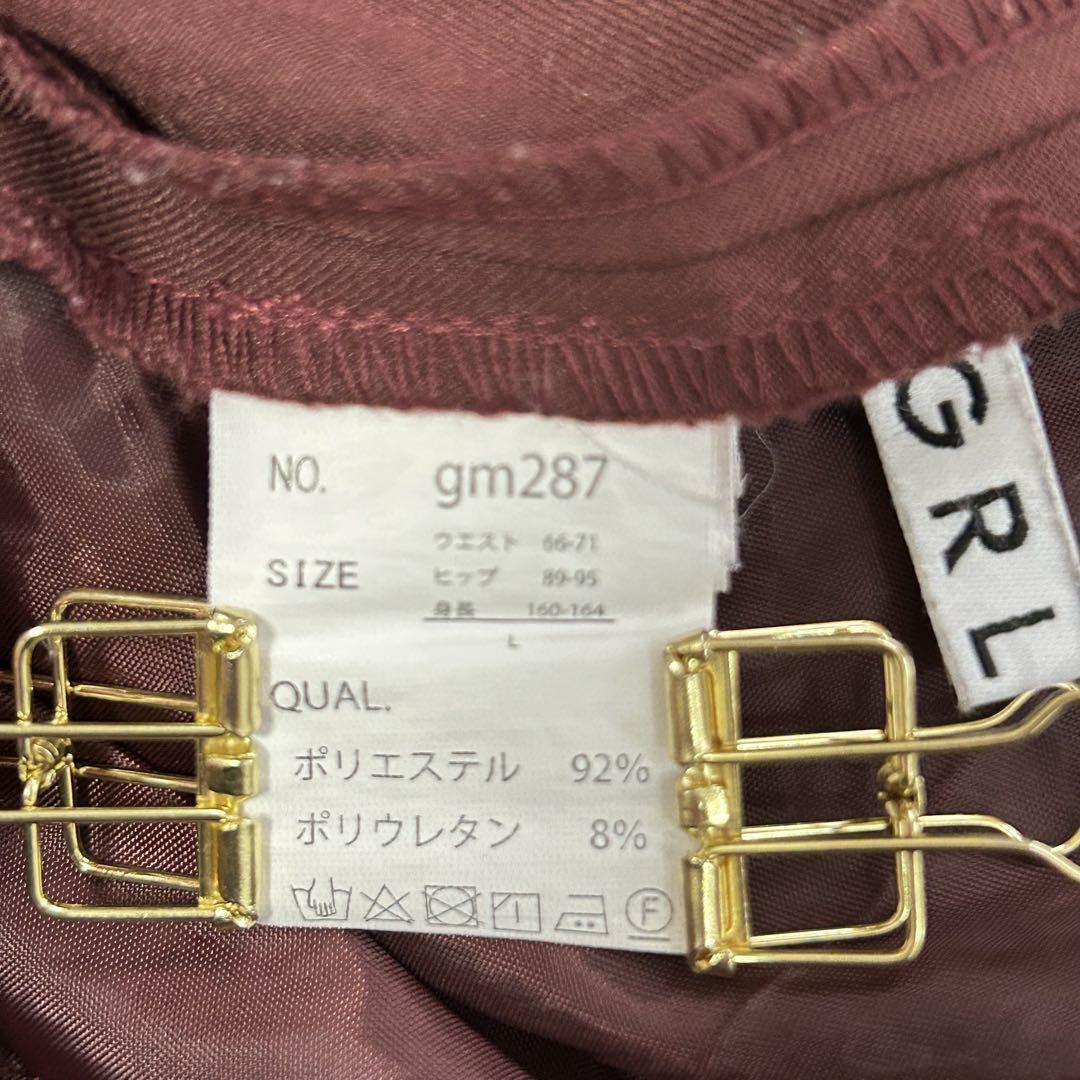 NO. gm287
SIZE
ウエスト 66-71
ヒップ 89-95
身長 160-164
L
QUAL.
ポリエステル 92%
ポリウレタン 8%
F
GRL